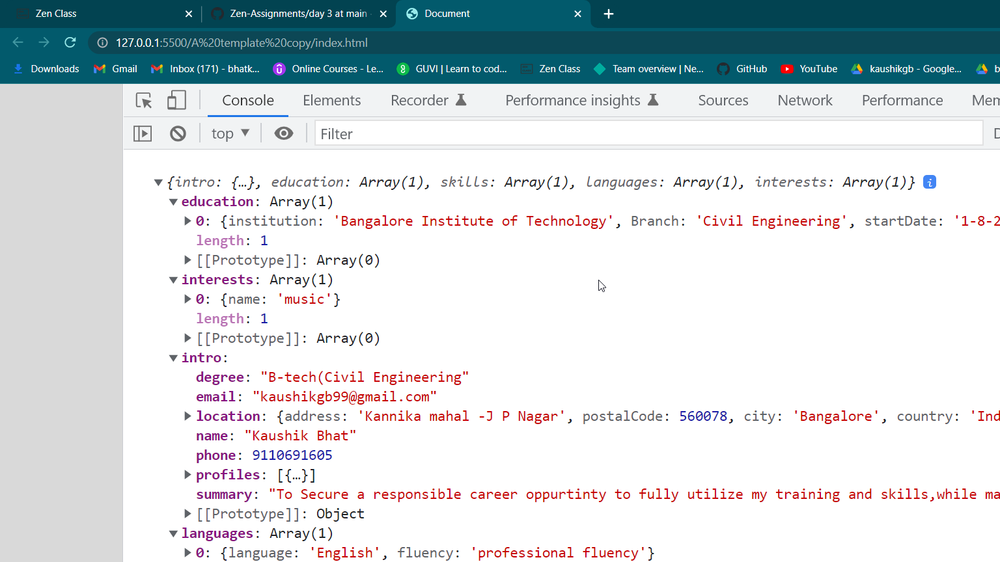 Zen Class
Zen-Assignments/day 3 at main
Document
127.0.0.1:5500/A%20template%20copy/index.html
Downloads Gmail Inbox (171) - bhatk... Online Courses - Le... GUVI | Learn to cod... Zen Class Team overview | Ne... GitHub YouTube kaushikgb - Google... b
Console Elements Recorder Performance insights Sources Network Performance Mem
top Filter D
{intro: {…}, education: Array(1), skills: Array(1), languages: Array(1), interests: Array(1)} i
education: Array(1)
0: {institution: 'Bangalore Institute of Technology', Branch: 'Civil Engineering', startDate: '1-8-2
length: 1
[[Prototype]]: Array(0)
interests: Array(1)
0: {name: 'music'}
length: 1
[[Prototype]]: Array(0)
intro:
degree: "B-tech(Civil Engineering"
email: "kaushikgb99@gmail.com"
location: {address: 'Kannika mahal -J P Nagar', postalCode: 560078, city: 'Bangalore', country: 'Ind
name: "Kaushik Bhat"
phone: 9110691605
profiles: [{…}]
summary: "To Secure a responsible career oppurtinty to fully utilize my training and skills,while ma
[[Prototype]]: Object
languages: Array(1)
0: {language: 'English', fluency: 'professional fluency'}